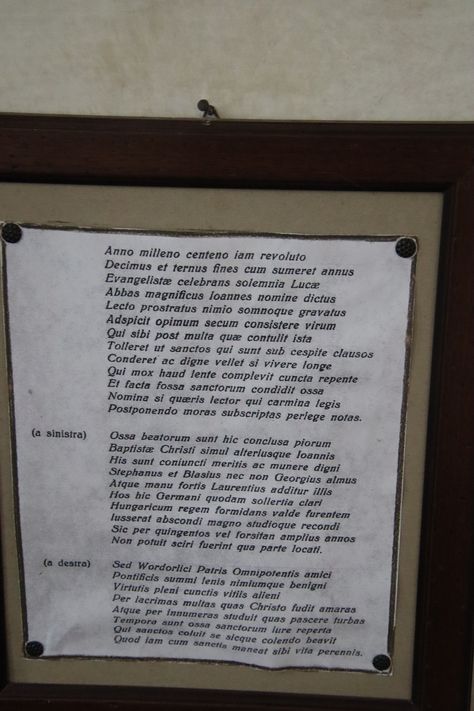 Anno milleno centeno iam revoluto
Decimus et ternus fines cum sumeret annus
Evangelistæ celebrans solemnia Lucæ
Abbas magnificus Ioannes nomine dictus
Lecto prostratus nimio somnoque gravatus
Adspicit opimum secum consistere virum
Qui sibi post multa quæ contulit ista
Tolleret ut sanctos qui sunt sub cespite clausos
Conderet ac digne vellet si vivere longe
Qui mox haud lente complevit cuncta repente
Et facta fossa sanctorum condidit ossa
Nomina si quæris lector qui carmina legis
Postponendo moras subscriptas perlege notas.
(a sinistra) Ossa beatorum sunt hic conclusa piorum
Baptistæ Christi simul alteriusque Ioannis
His sunt coniuncti meritis ac munere digni
Stephanus et Blasius nec non Georgius almus
Atque manu fortis Laurentius additur illis
Hos hic Germani quodam sollertia clari
Hungaricum regem formidans valde furentem
Iusserat abscondi magno studioque recondi
Sic per quingentos vel forsitan amplius annos
Non potuit sciri fuerint qua parte locati.
(a destra) Sed Wordorlici Patris Omnipotentis amici
Pontificis summi lenis nimiumque benigni
Virtutis pleni cunctis vitiis alieni
Per lacrimas multas quas Christo fudit amaras
Atque per innumeras studuit quas pascere turbas
Tempora sunt ossa sanctorum iure reperta
Qui sanctos coluit se sicque colendo beavit
Quod iam cum sanctis maneat sibi vita perennis.